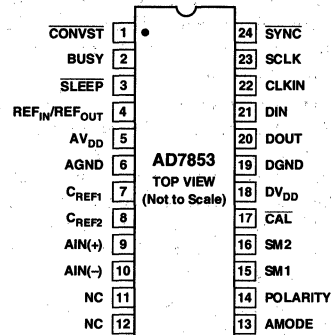 CONVST 1 24 SYNC
BUSY 2 23 SCLK
SLEEP 3 22 CLKIN
REFIN/REFOUT 4 21 DIN
AVDD 5 20 DOUT
AGND 6 AD7853 19 DGND
CREF1 7 TOP VIEW 18 DVDD
(Not to Scale)
CREF2 8 17 CAL
AIN(+) 9 16 SM2
AIN(–) 10 15 SM1
NC 11 14 POLARITY
NC 12 13 AMODE